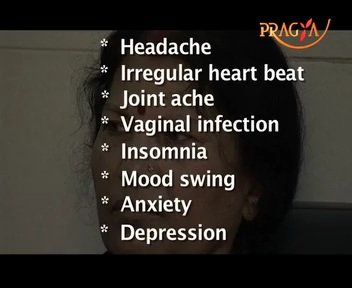 PRAGYA
* Headache
* Irregular heart beat
* Joint ache
* Vaginal infection
* Insomnia
* Mood swing
* Anxiety
* Depression